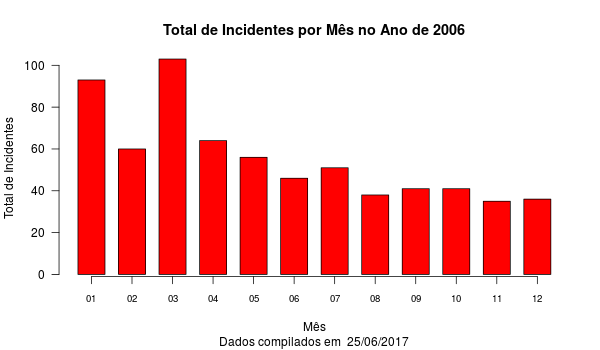 Total de Incidentes por Mês no Ano de 2006
Total de Incidentes
100
80
60
40
20
0
01 02 03 04 05 06 07 08 09 10 11 12
Mês
Dados compilados em 25/06/2017